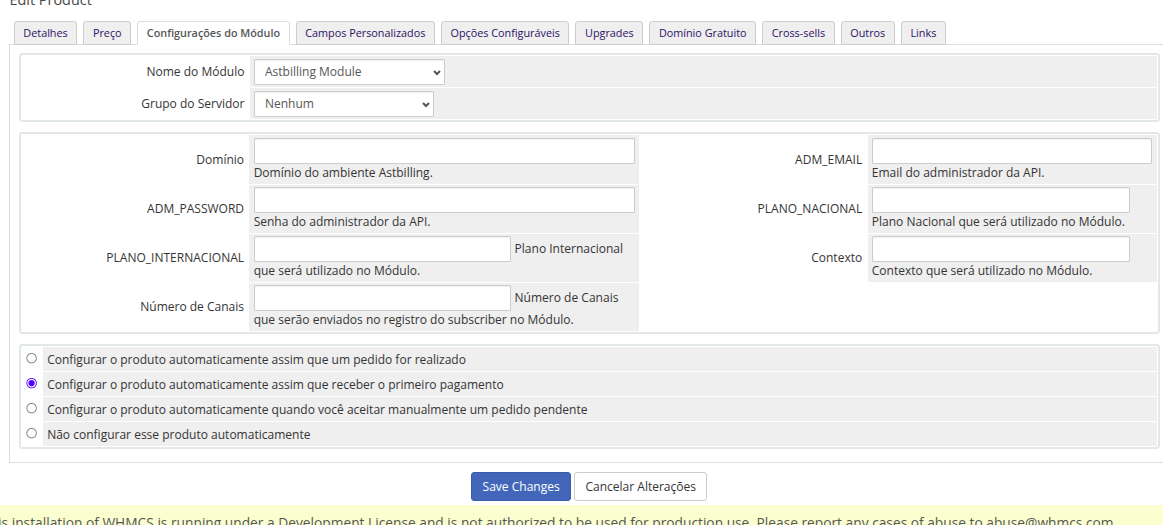 Edit Product
Detalhes Preço Configurações do Módulo Campos Personalizados Opções Configuráveis Upgrades Domínio Gratuito Cross-sells Outros Links
Nome do Módulo Astbilling Module
Grupo do Servidor Nenhum
Domínio
Domínio do ambiente Astbilling.
ADM_EMAIL
Email do administrador da API.
ADM_PASSWORD
Senha do administrador da API.
PLANO_NACIONAL
Plano Nacional que será utilizado no Módulo.
PLANO_INTERNACIONAL Plano Internacional
que será utilizado no Módulo.
Contexto
Contexto que será utilizado no Módulo.
Número de Canais Número de Canais
que serão enviados no registro do subscriber no Módulo.
Configurar o produto automaticamente assim que um pedido for realizado
Configurar o produto automaticamente assim que receber o primeiro pagamento
Configurar o produto automaticamente quando você aceitar manualmente um pedido pendente
Não configurar esse produto automaticamente
Save Changes Cancelar Alterações
is installation of WHMCS is running under a Development License and is not authorized to be used for production use. Please report any cases of abuse to abuse@whmcs.com